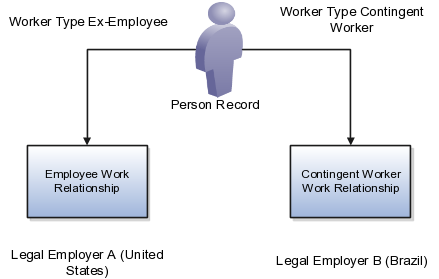 Worker Type Ex-Employee
Worker Type Contingent
Worker
Person Record
Employee Work
Relationship
Contingent Worker
Work Relationship
Legal Employer A (United
States)
Legal Employer B (Brazil)